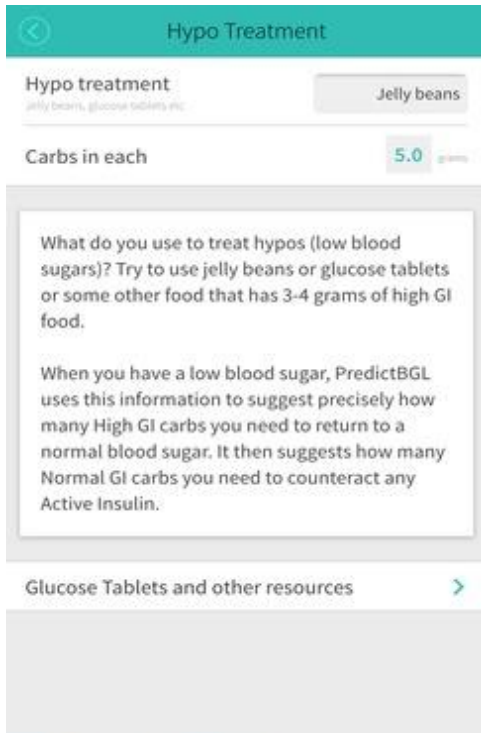 Hypo Treatment
Hypo treatment
Jelly beans
jelly beans, glucose tablets etc
Carbs in each
5.0 grams
What do you use to treat hypos (low blood
sugars)? Try to use jelly beans or glucose tablets
or some other food that has 3-4 grams of high GI
food.
When you have a low blood sugar, PredictBGL
uses this information to suggest precisely how
many High GI carbs you need to return to a
normal blood sugar. It then suggests how many
Normal GI carbs you need to counteract any
Active Insulin.
Glucose Tablets and other resources